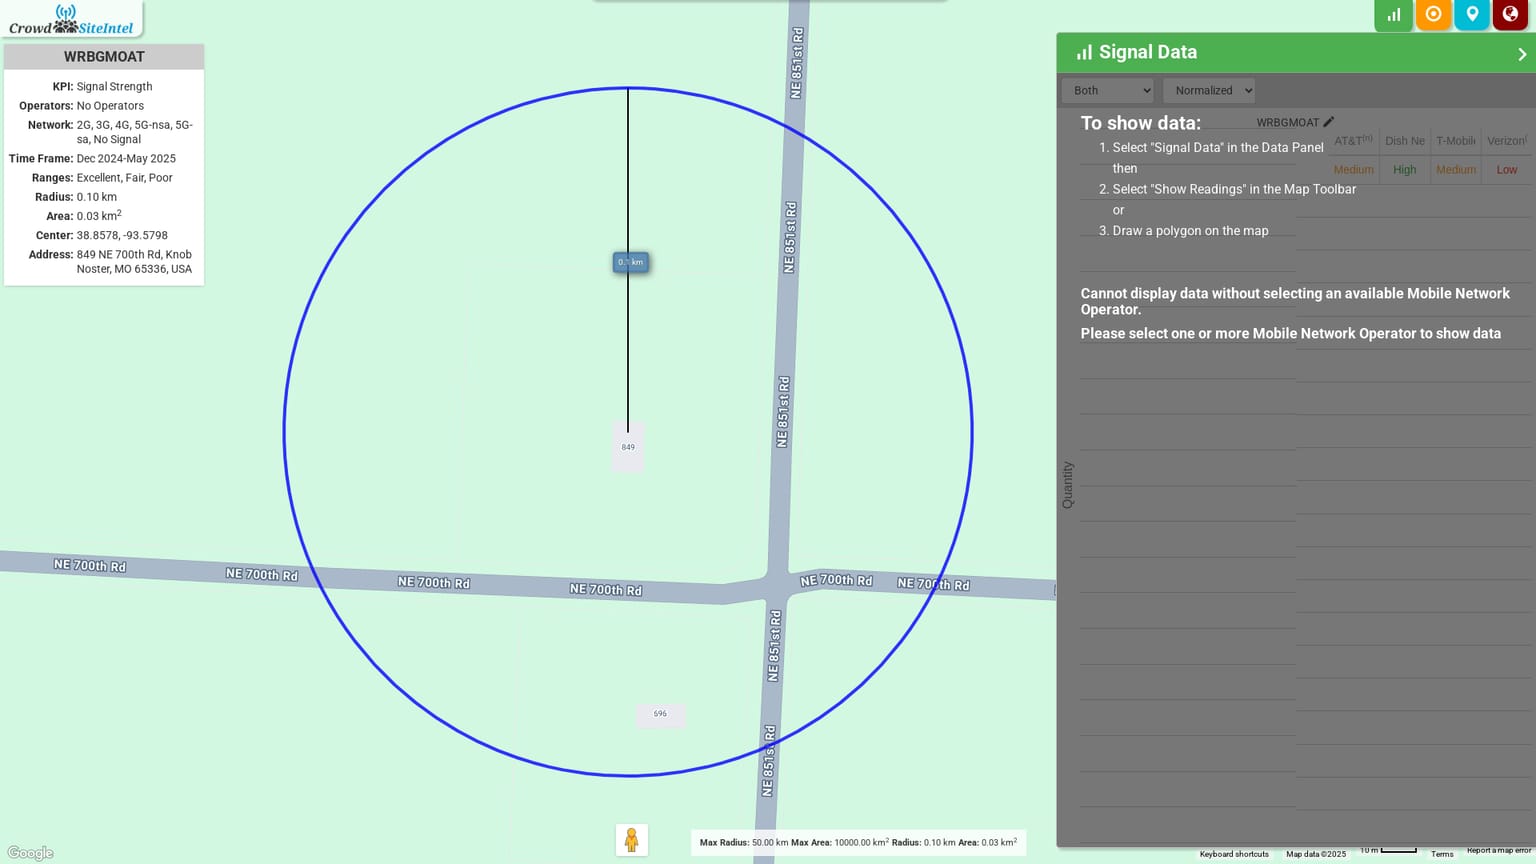 Crowd SiteIntel
WRBGMOAT
KPI: Signal Strength
Operators: No Operators
Network: 2G, 3G, 4G, 5G-nsa, 5G-
sa, No Signal
Time Frame: Dec 2024-May 2025
Ranges: Excellent, Fair, Poor
Radius: 0.10 km
Area: 0.03 km²
Center: 38.8578, -93.5798
Address: 849 NE 700th Rd, Knob
Noster, MO 65336, USA
NE 851st Rd
NE 851st Rd
0.1 km
NE 851st Rd
849
NE 700th Rd
NE 700th Rd
NE 700th Rd
NE 700th Rd
NE 700th Rd
NE 700th Rd
NE 851st Rd
696
NE 851st Rd
Google
Max Radius: 50.00 km Max Area: 10000.00 km² Radius: 0.10 km Area: 0.03 km²
Signal Data
Both
Normalized
To show data:
WRBGMOAT
1. Select "Signal Data" in the Data Panel
then
2. Select "Show Readings" in the Map Toolbar
or
3. Draw a polygon on the map
AT&T(n) Dish Ne T-Mobil Verizon(
Medium High Medium Low
Cannot display data without selecting an available Mobile Network
Operator.
Please select one or more Mobile Network Operator to show data
Quantity
Keyboard shortcuts Map data ©2025 10 m Terms Report a map error